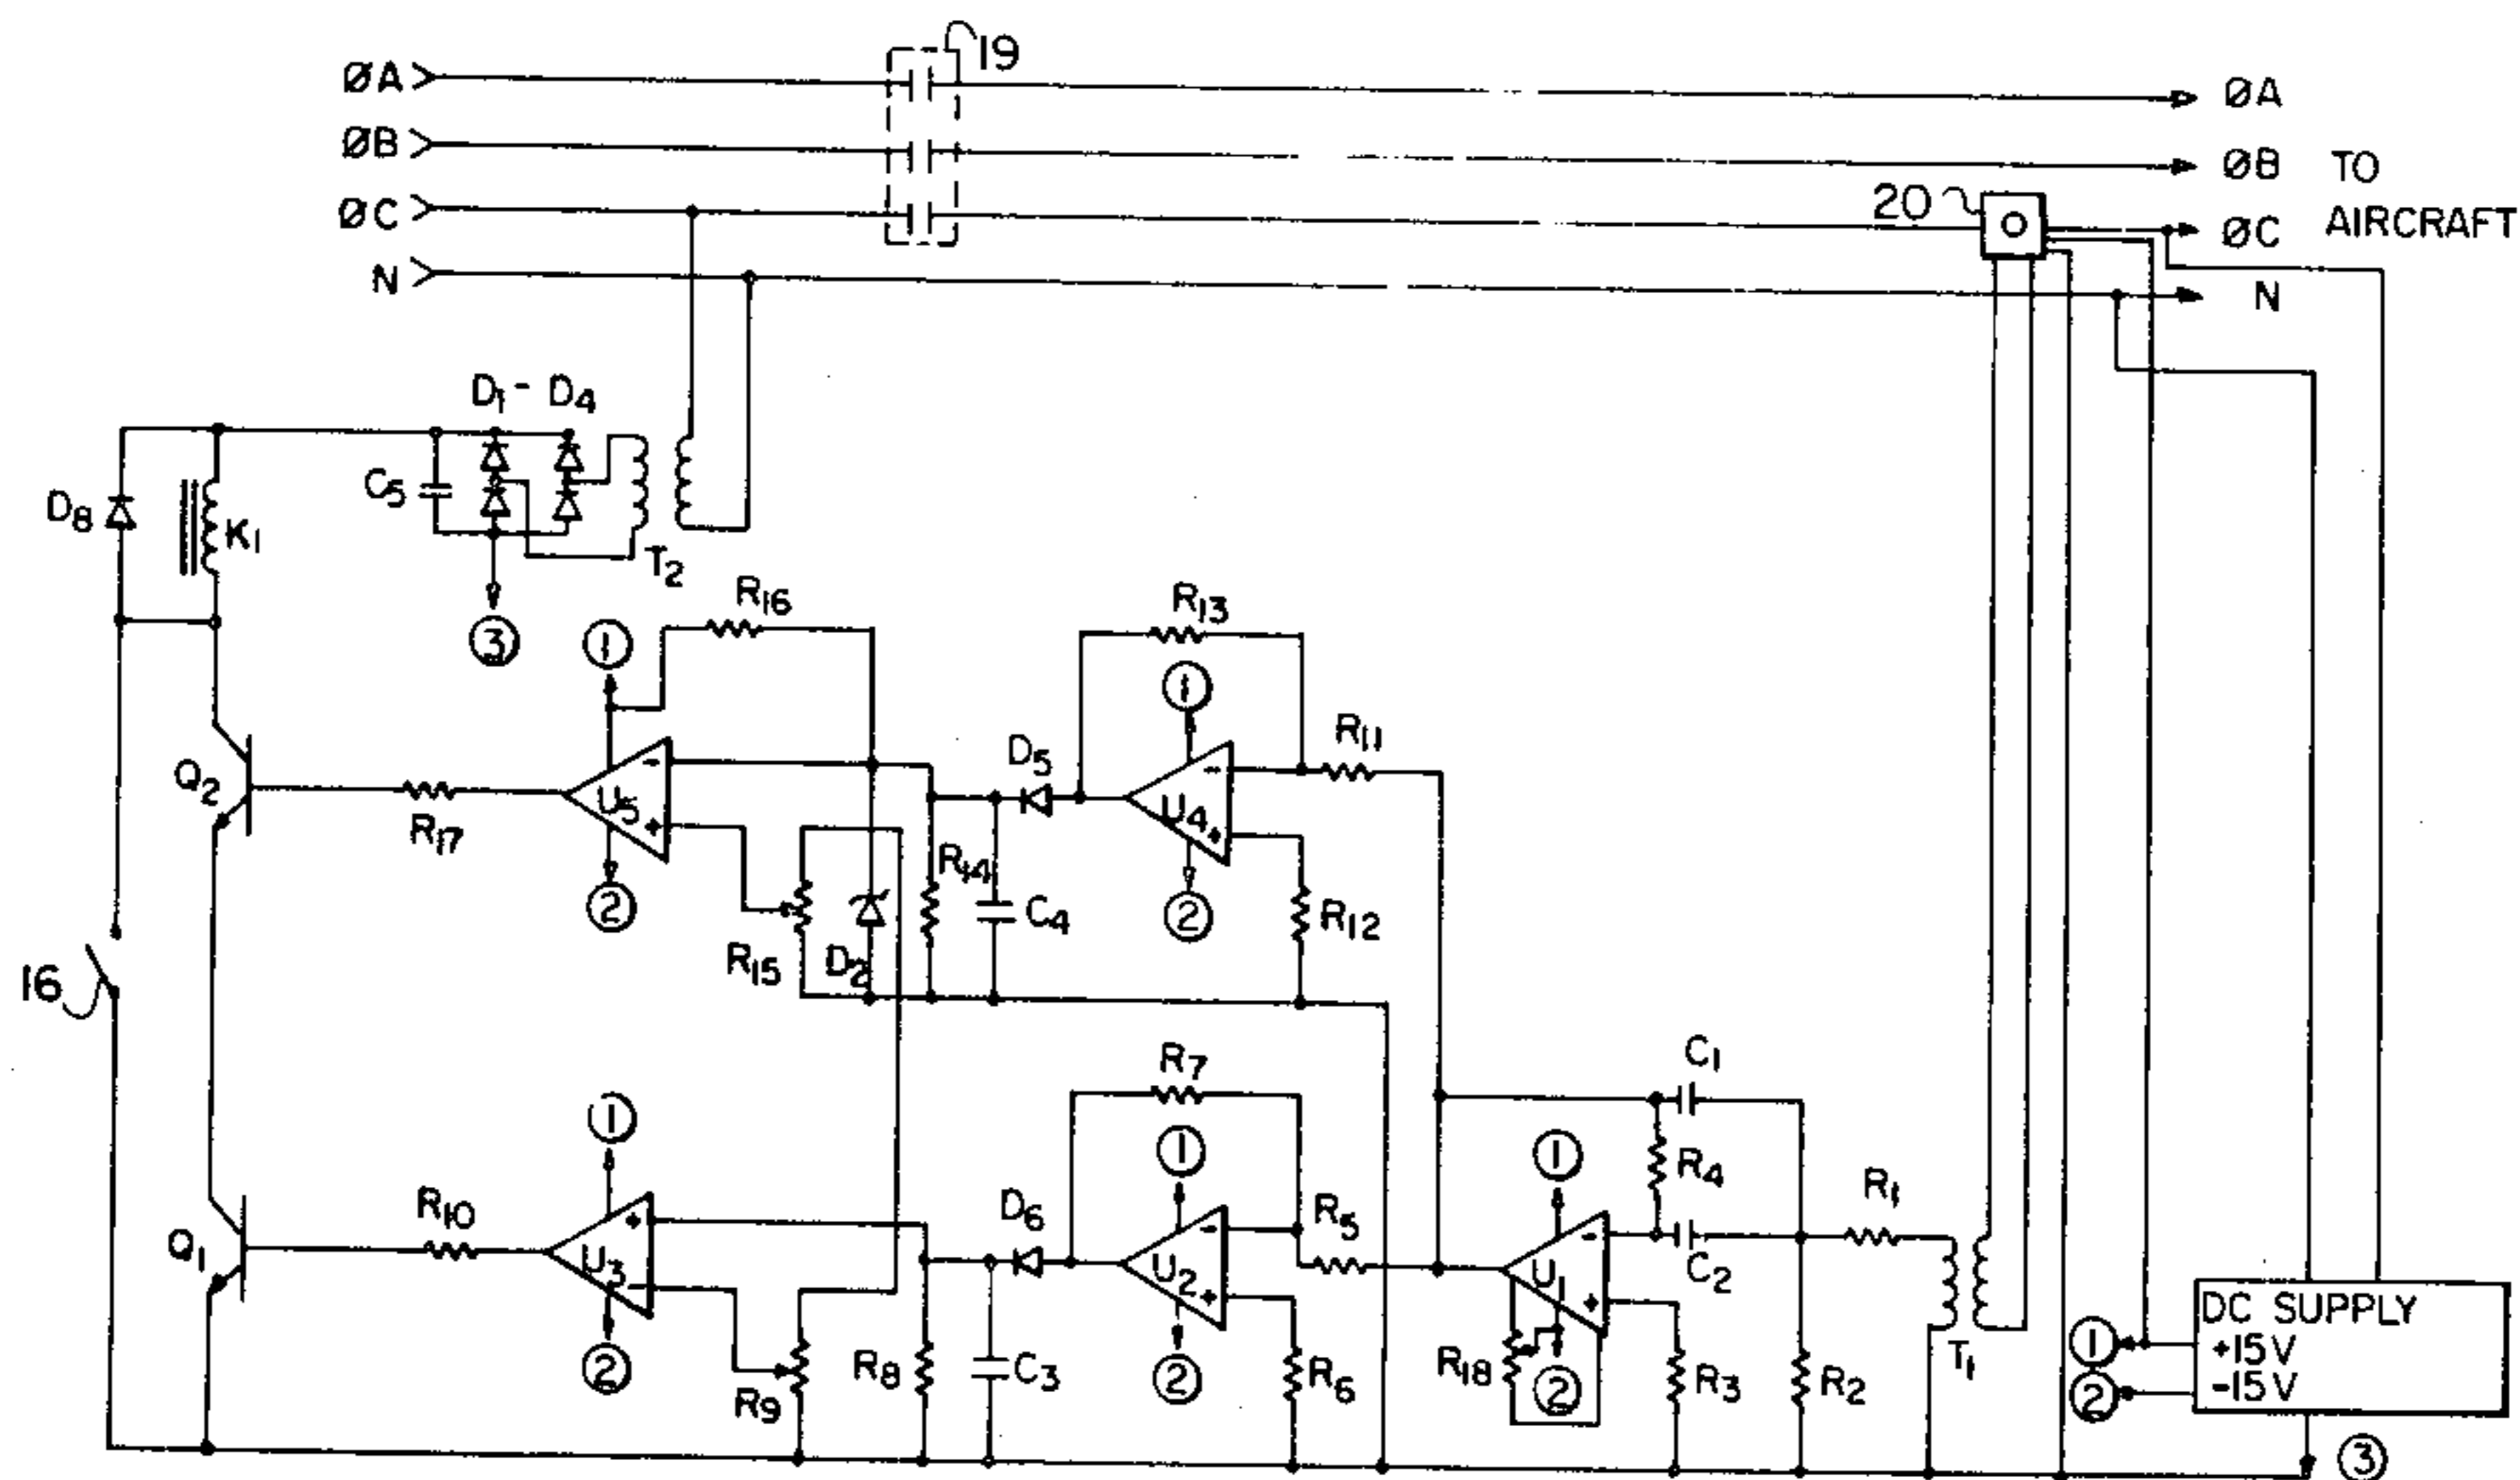 19
ØA
ØA
ØB
ØB
TO
ØC
20
ØC
AIRCRAFT
N
N
D1 - D4
C5
D8
K1
T2
R16
R13
3
1
1
R11
D5
Q2
U5
-
+
R17
U4
-
+
2
R14
C4
2
R12
R15
D2
16
C1
R7
1
1
1
R4
R1
R10
D6
R5
Q1
U3
+
-
U2
-
+
U1
-
+
C2
DC SUPPLY
1
+15V
2
-15V
T1
2
R9
R8
C3
2
R6
R18
2
R3
R2
3